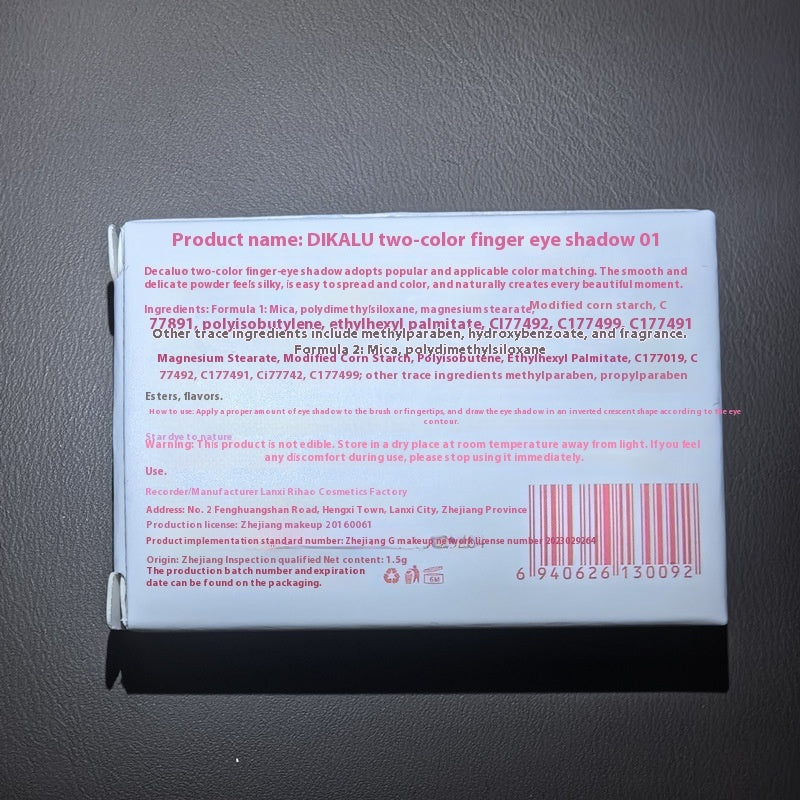 Product name: DIKALU two-color finger eye shadow 01
Decaluo two-color finger-eye shadow adopts popular and applicable color matching. The smooth and
delicate powder feels silky, is easy to spread and color, and naturally creates every beautiful moment.
Ingredients: Formula 1: Mica, polydimethylsiloxane, magnesium stearate, Modified corn starch, C
77891, polyisobutylene, ethylhexyl palmitate, CI77492, C177499, C177491
Other trace ingredients include methylparaben, hydroxybenzoate, and fragrance.
Formula 2: Mica, polydimethylsiloxane
Magnesium Stearate, Modified Corn Starch, Polyisobutene, Ethylhexyl Palmitate, C177019, C
77492, C177491, Ci77742, C177499; other trace ingredients methylparaben, propylparaben
Esters, flavors.
How to use: Apply a proper amount of eye shadow to the brush or fingertips, and draw the eye shadow in an inverted crescent shape according to the eye
contour.
Star dye to nature
Warning: This product is not edible. Store in a dry place at room temperature away from light. If you feel
any discomfort during use, please stop using it immediately.
Use.
Recorder/Manufacturer Lanxi Rihao Cosmetics Factory
Address: No. 2 Fenghuangshan Road, Hengxi Town, Lanxi City, Zhejiang Province
Production license: Zhejiang makeup 20160061
Product implementation standard number: Zhejiang G makeup network license number 2023029264
Origin: Zhejiang Inspection qualified Net content: 1.5g
The production batch number and expiration
date can be found on the packaging.
6M
6 940626 130092